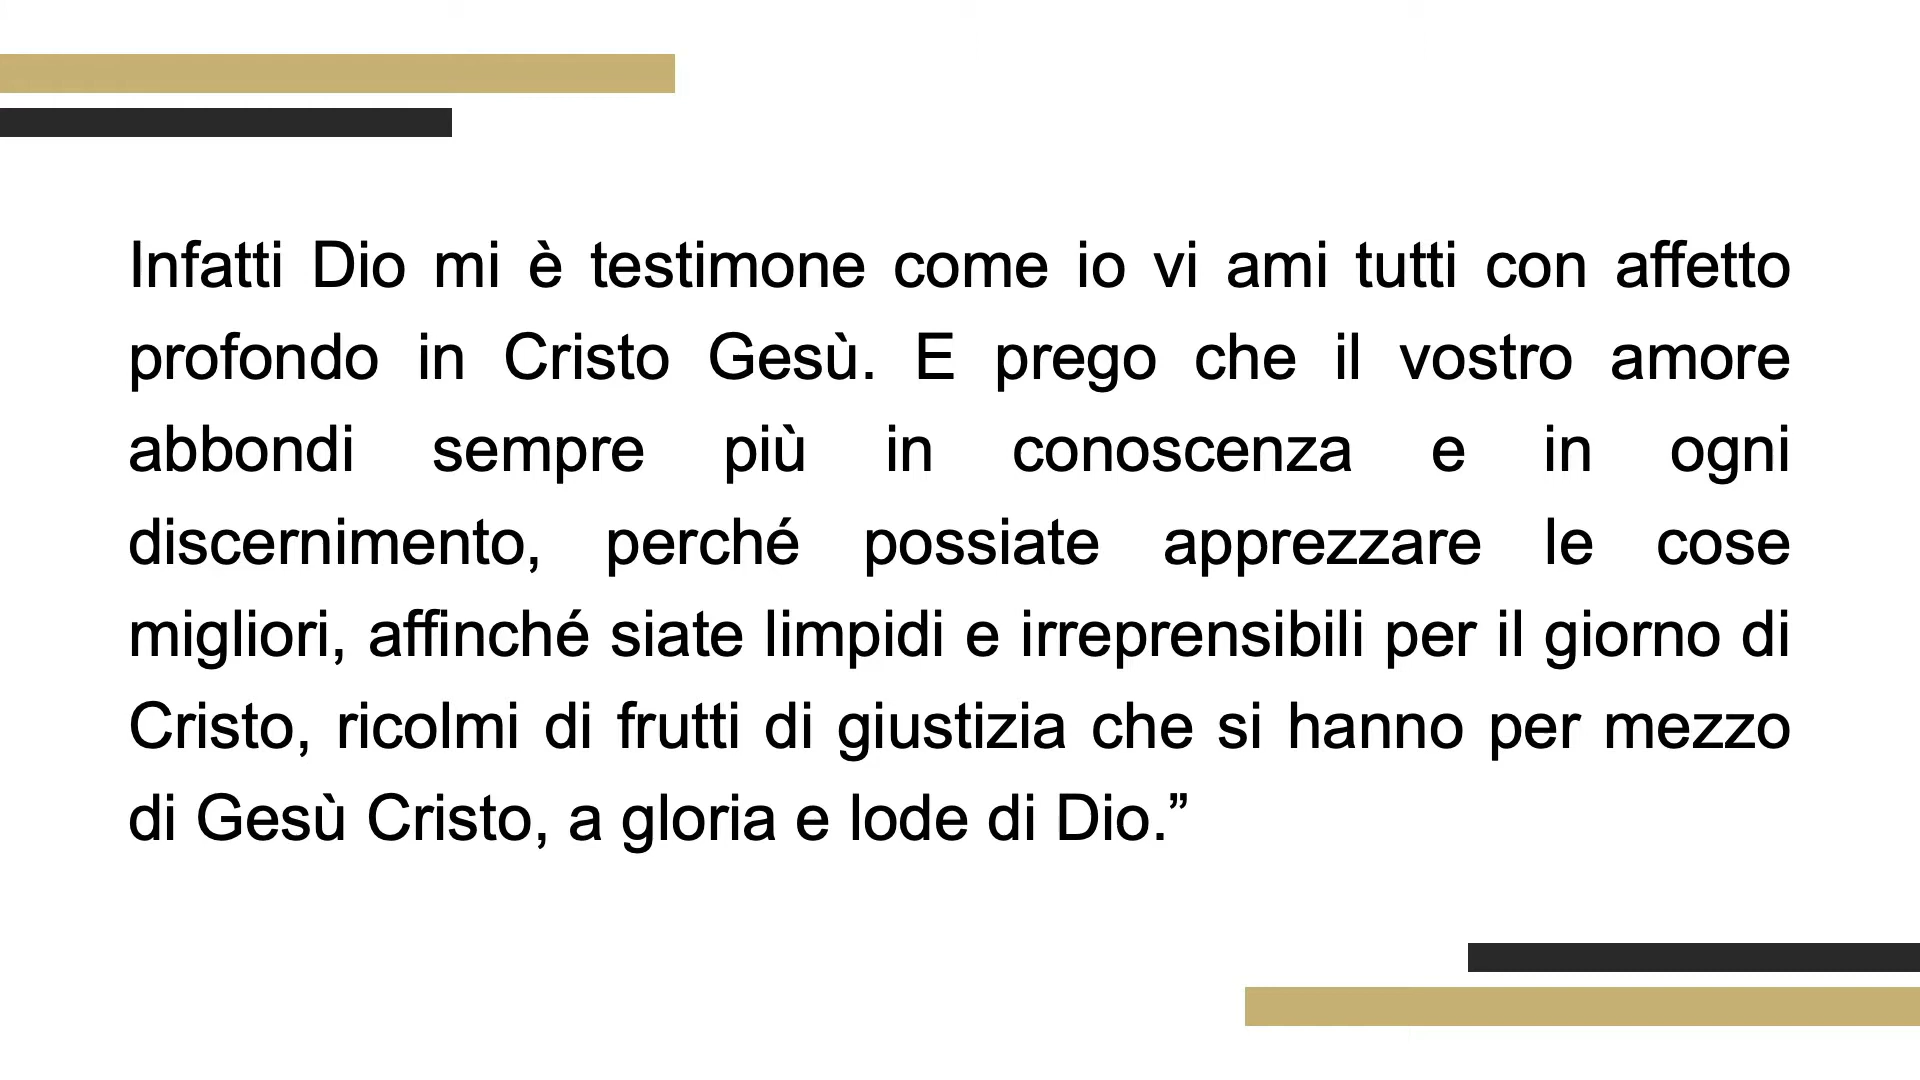 Infatti Dio mi è testimone come io vi ami tutti con affetto
profondo in Cristo Gesù. E prego che il vostro amore
abbondi sempre più in conoscenza e in ogni
discernimento, perché possiate apprezzare le cose
migliori, affinché siate limpidi e irreprensibili per il giorno di
Cristo, ricolmi di frutti di giustizia che si hanno per mezzo
di Gesù Cristo, a gloria e lode di Dio.”